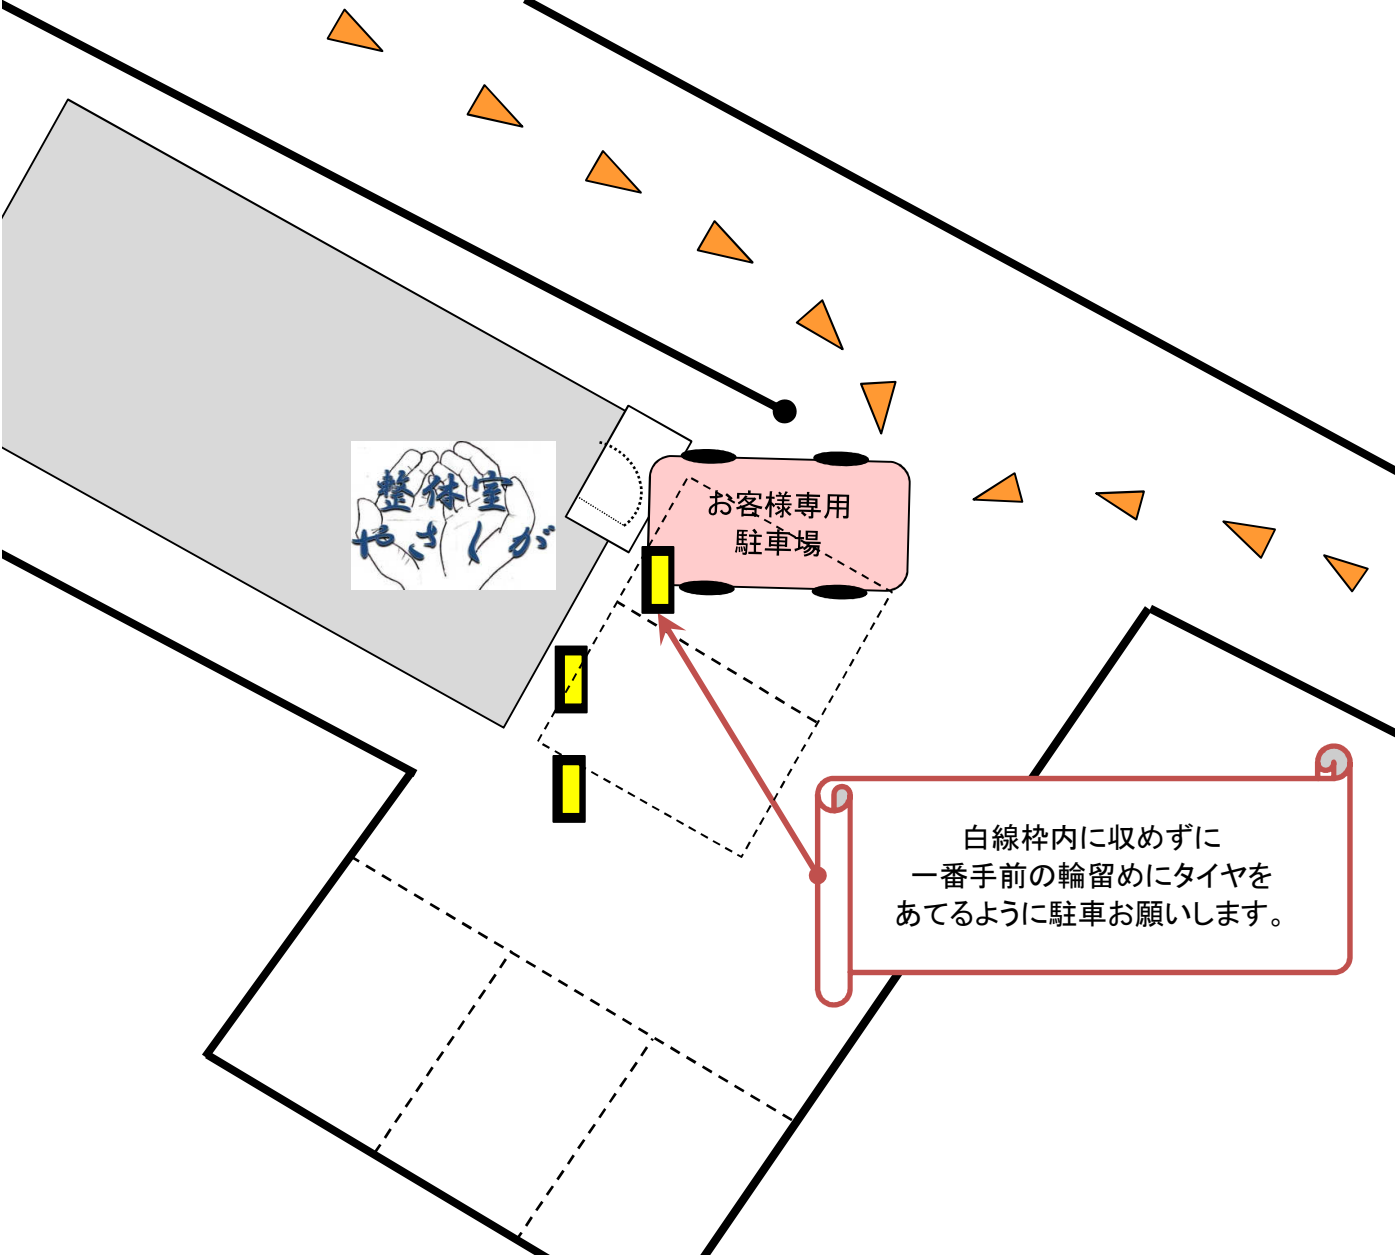 整体室
やさしが
お客様専用
駐車場
白線枠内に収めずに
一番手前の輪留めにタイヤを
あてるように駐車お願いします。